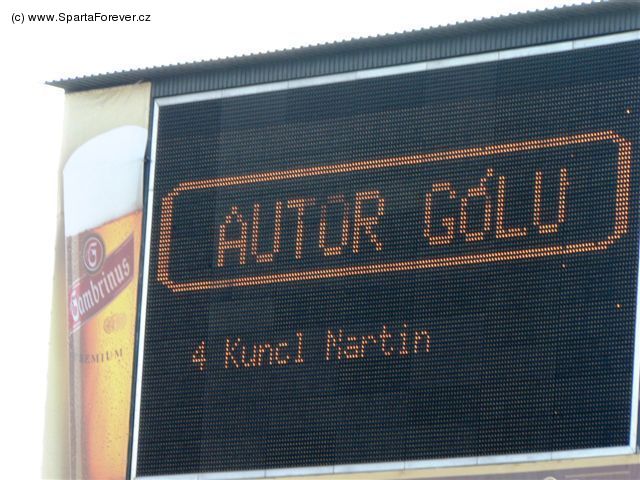 (c) www.SpartaForever.cz
AUTOR GÓLU
4 Kuncl Martin
G
Gambrinus
PREMIUM